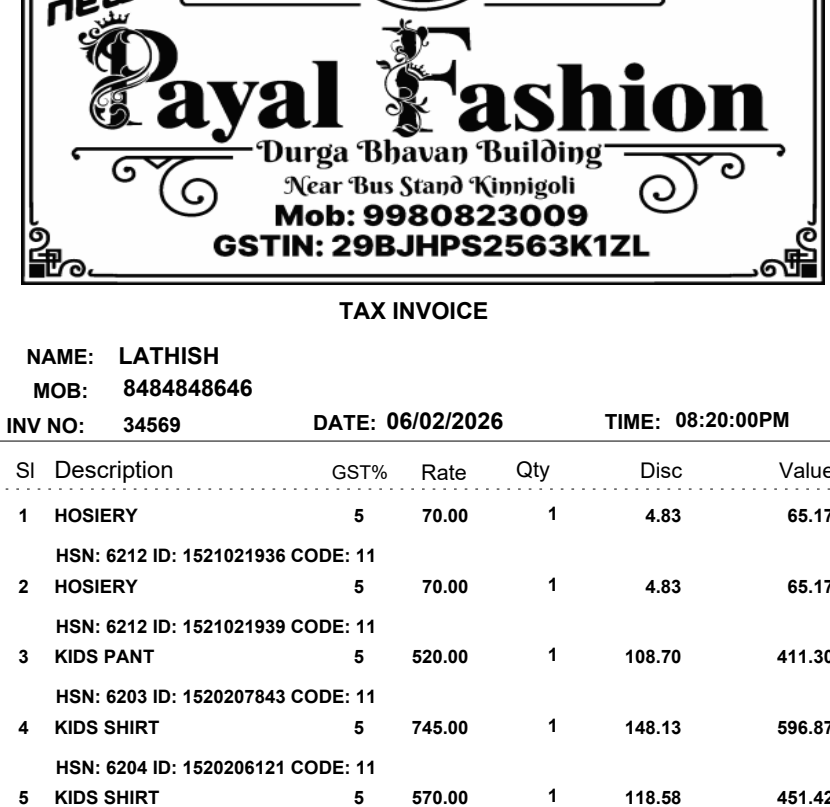 new
Payal Fashion
Durga Bhavan Building
Near Bus Stand Kinnigoli
Mob: 9980823009
GSTIN: 29BJHPS2563K1ZL
TAX INVOICE
NAME: LATHISH
MOB: 8484848646
INV NO: 34569 DATE: 06/02/2026 TIME: 08:20:00PM
Sl Description GST% Rate Qty Disc Value
1 HOSIERY 5 70.00 1 4.83 65.17
HSN: 6212 ID: 1521021936 CODE: 11
2 HOSIERY 5 70.00 1 4.83 65.17
HSN: 6212 ID: 1521021939 CODE: 11
3 KIDS PANT 5 520.00 1 108.70 411.30
HSN: 6203 ID: 1520207843 CODE: 11
4 KIDS SHIRT 5 745.00 1 148.13 596.87
HSN: 6204 ID: 1520206121 CODE: 11
5 KIDS SHIRT 5 570.00 1 118.58 451.42